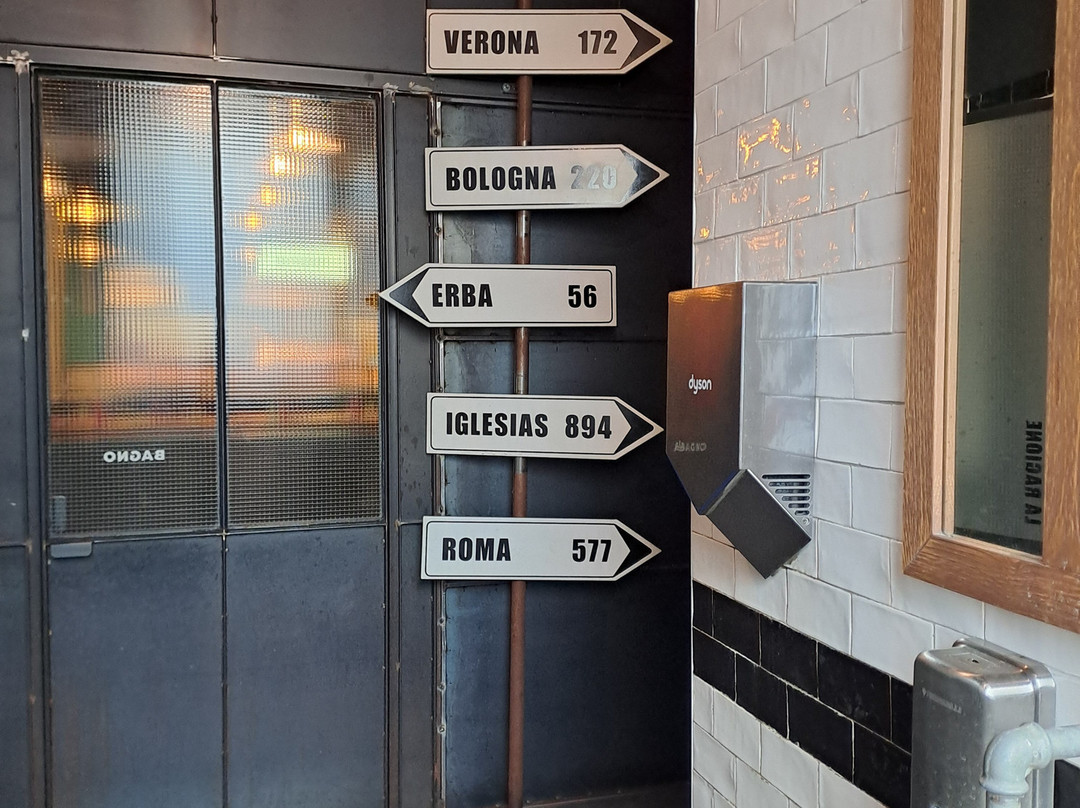 VERONA 172
BOLOGNA 220
ERBA 56
IGLESIAS 894
ROMA 577
dyson
BAGNO
LA RAGIONE